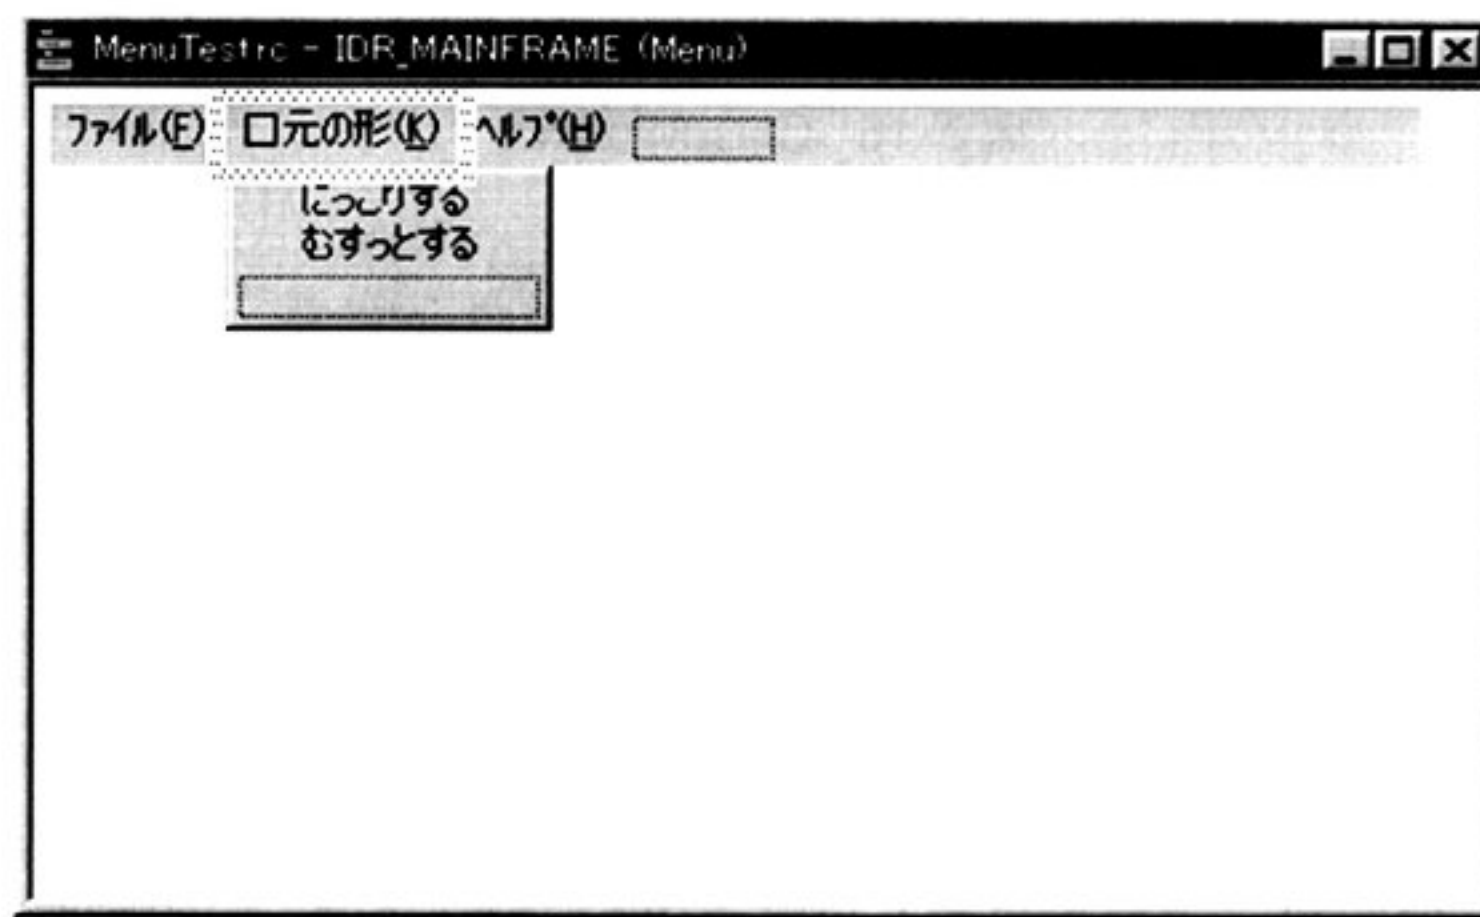 MenuTest.rc - IDR_MAINFRAME (Menu)
ファイル(F) 口元の形(K) ヘルプ(H)
にっこりする
むすっとする